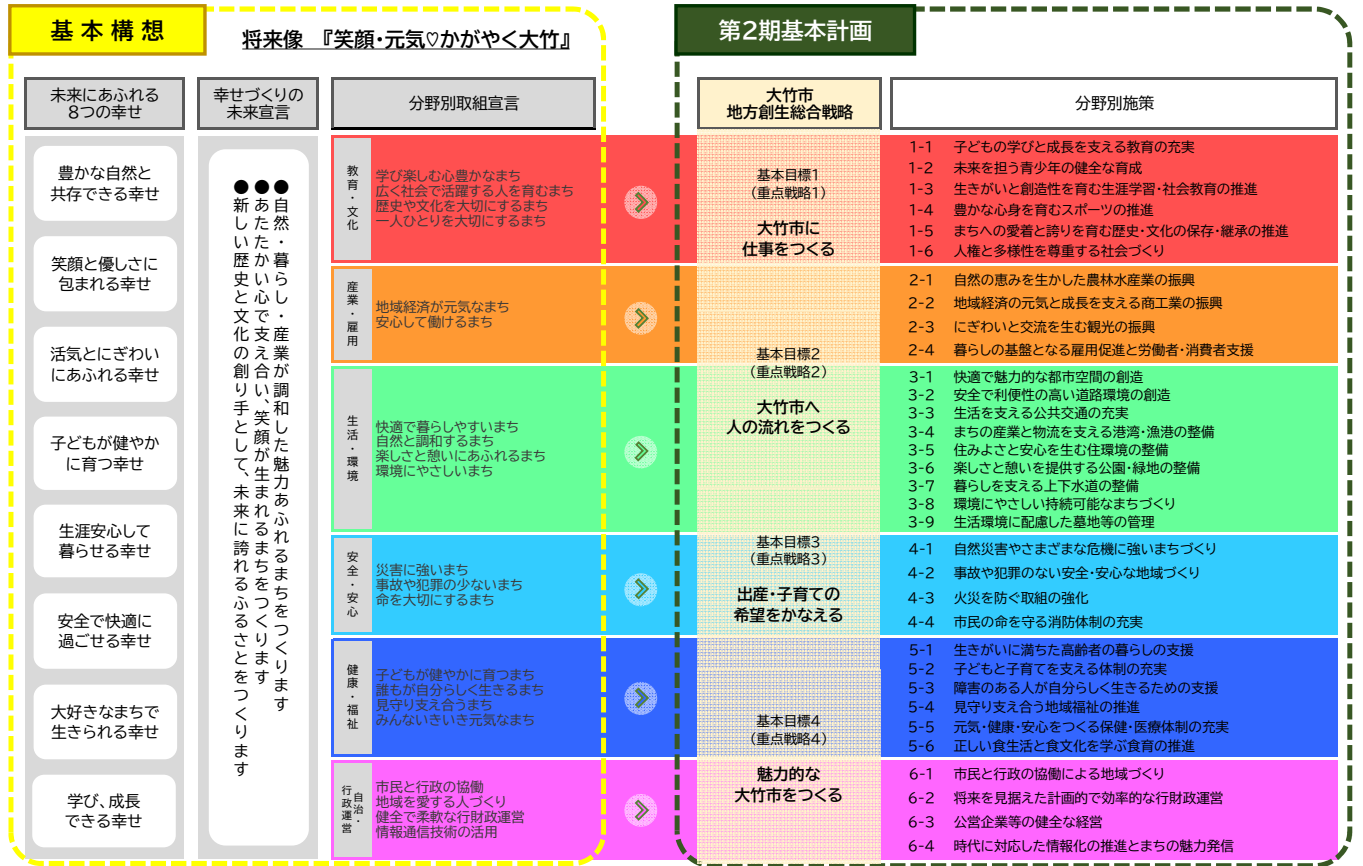 基本構想
将来像　『笑顔・元気♡かがやく大竹』
未来にあふれる
8つの幸せ
幸せづくりの
未来宣言
分野別取組宣言
豊かな自然と
共存できる幸せ
笑顔と優しさに
包まれる幸せ
活気とにぎわい
にあふれる幸せ
子どもが健やか
に育つ幸せ
生涯安心して
暮らせる幸せ
安全で快適に
過ごせる幸せ
大好きなまちで
生きられる幸せ
学び、成長
できる幸せ
●自然・暮らし・産業が調和した魅力あふれるまちをつくります
●あたたかい心で支え合い、笑顔が生まれるまちをつくります
●新しい歴史と文化の創り手として、未来に誇れるふるさとをつくります
教育・文化
学び楽しむ心豊かなまち
広く社会で活躍する人を育むまち
歴史や文化を大切にするまち
一人ひとりを大切にするまち
産業・雇用
地域経済が元気なまち
安心して働けるまち
生活・環境
快適で暮らしやすいまち
自然と調和するまち
楽しさと憩いにあふれるまち
環境にやさしいまち
安全・安心
災害に強いまち
事故や犯罪の少ないまち
命を大切にするまち
健康・福祉
子どもが健やかに育つまち
誰もが自分らしく生きるまち
見守り支え合うまち
みんないきいき元気なまち
自治・
行政運営
市民と行政の協働
地域を愛する人づくり
健全で柔軟な行財政運営
情報通信技術の活用
第2期基本計画
大竹市
地方創生総合戦略
分野別施策
基本目標1
(重点戦略1)
大竹市に
仕事をつくる
基本目標2
(重点戦略2)
大竹市へ
人の流れをつくる
基本目標3
(重点戦略3)
出産・子育ての
希望をかなえる
基本目標4
(重点戦略4)
魅力的な
大竹市をつくる
1-1　子どもの学びと成長を支える教育の充実
1-2　未来を担う青少年の健全な育成
1-3　生きがいと創造性を育む生涯学習・社会教育の推進
1-4　豊かな心身を育むスポーツの推進
1-5　まちへの愛着と誇りを育む歴史・文化の保存・継承の推進
1-6　人権と多様性を尊重する社会づくり
2-1　自然の恵みを生かした農林水産業の振興
2-2　地域経済の元気と成長を支える商工業の振興
2-3　にぎわいと交流を生む観光の振興
2-4　暮らしの基盤となる雇用促進と労働者・消費者支援
3-1　快適で魅力的な都市空間の創造
3-2　安全で利便性の高い道路環境の創造
3-3　生活を支える公共交通の充実
3-4　まちの産業と物流を支える港湾・漁港の整備
3-5　住みよさと安心を生む住環境の整備
3-6　楽しさと憩いを提供する公園・緑地の整備
3-7　暮らしを支える上下水道の整備
3-8　環境にやさしい持続可能なまちづくり
3-9　生活環境に配慮した墓地等の管理
4-1　自然災害やさまざまな危機に強いまちづくり
4-2　事故や犯罪のない安全・安心な地域づくり
4-3　火災を防ぐ取組の強化
4-4　市民の命を守る消防体制の充実
5-1　生きがいに満ちた高齢者の暮らしの支援
5-2　子どもと子育てを支える体制の充実
5-3　障害のある人が自分らしく生きるための支援
5-4　見守り支え合う地域福祉の推進
5-5　元気・健康・安心をつくる保健・医療体制の充実
5-6　正しい食生活と食文化を学ぶ食育の推進
6-1　市民と行政の協働による地域づくり
6-2　将来を見据えた計画的で効率的な行財政運営
6-3　公営企業等の健全な経営
6-4　時代に対応した情報化の推進とまちの魅力発信